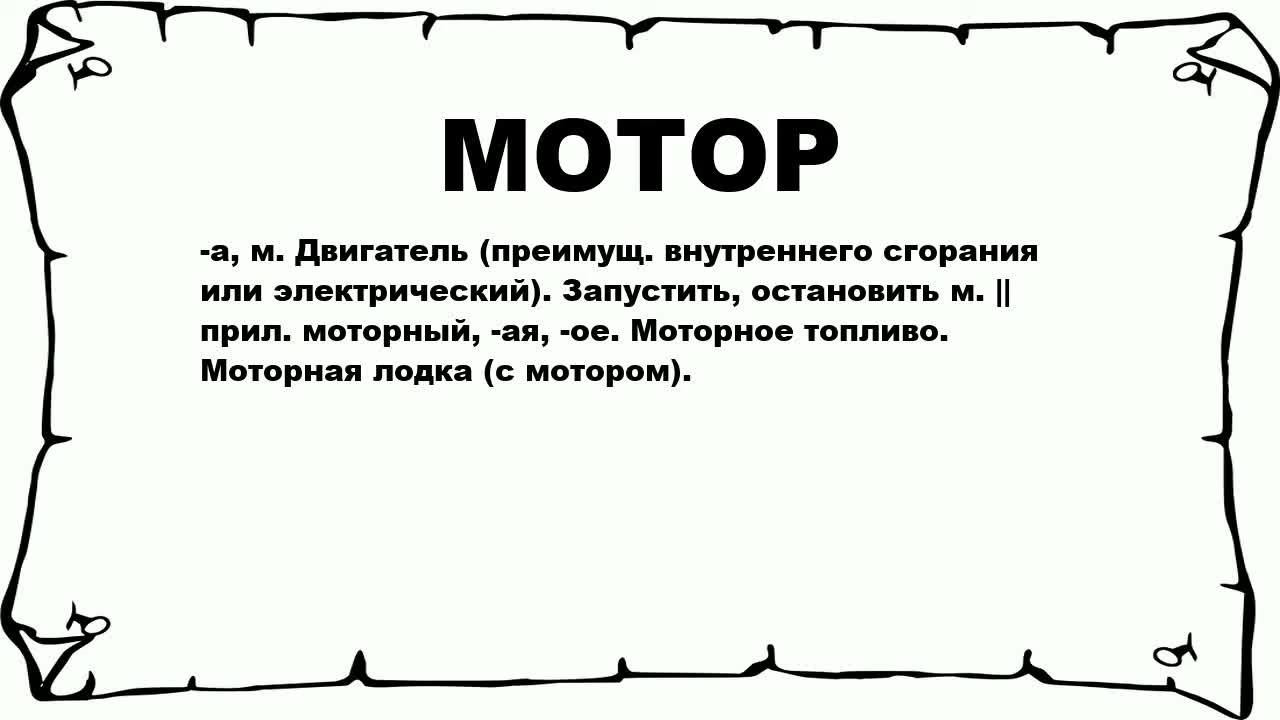 МОТОР
-а, м. Двигатель (преимущ. внутреннего сгорания
или электрический). Запустить, остановить м. ||
прил. моторный, -ая, -ое. Моторное топливо.
Моторная лодка (с мотором).